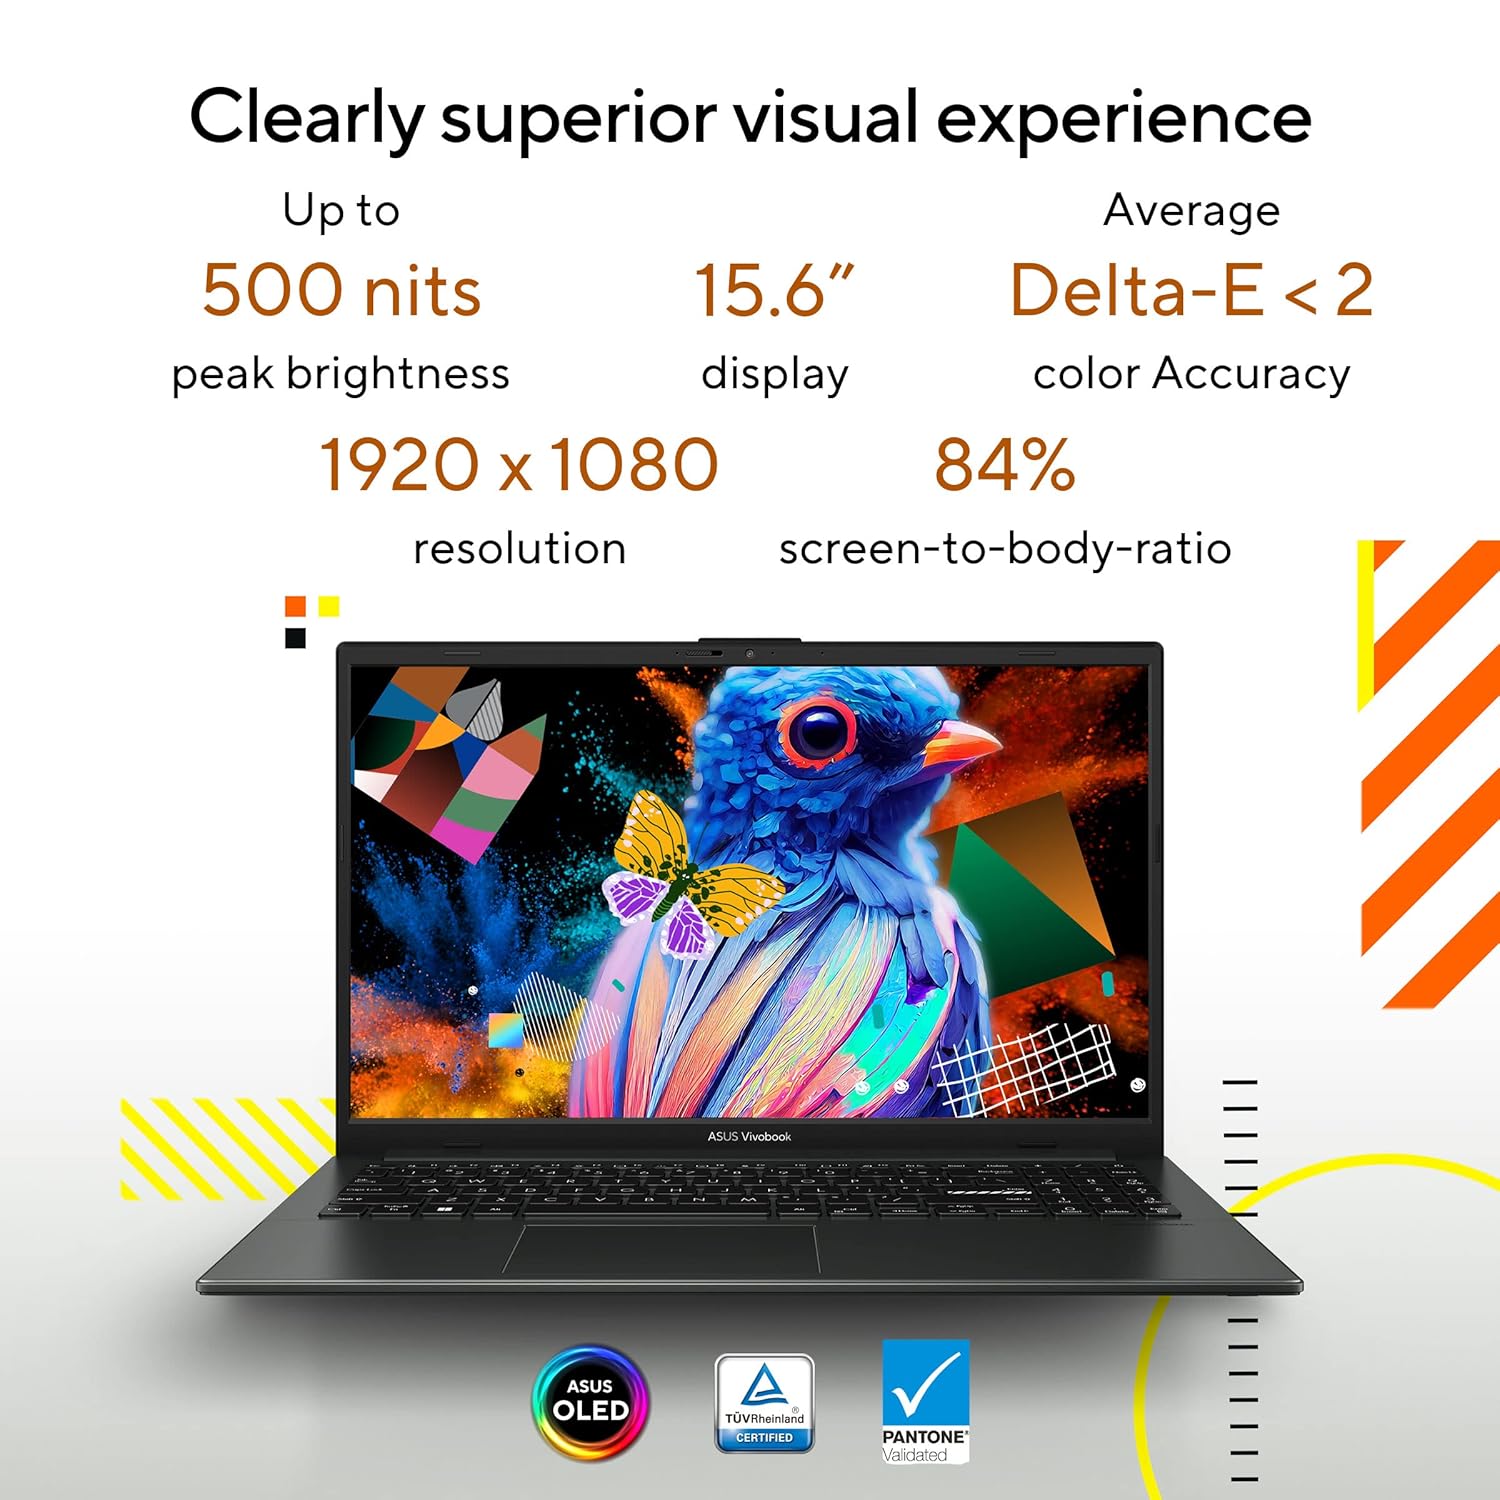 Clearly superior visual experience
Up to
500 nits
peak brightness
15.6″
display
Average
Delta-E < 2
color Accuracy
1920 x 1080
resolution
84%
screen-to-body-ratio
ASUS Vivobook
ASUS
OLED
TÜVRheinland®
CERTIFIED
PANTONE®
Validated